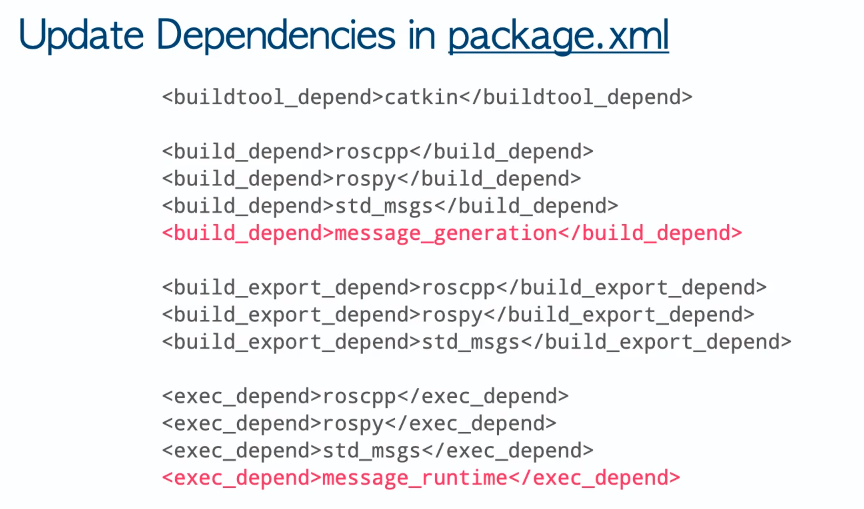 Update Dependencies in package.xml
<buildtool_depend>catkin</buildtool_depend>
<build_depend>roscpp</build_depend>
<build_depend>rospy</build_depend>
<build_depend>std_msgs</build_depend>
<build_depend>message_generation</build_depend>
<build_export_depend>roscpp</build_export_depend>
<build_export_depend>rospy</build_export_depend>
<build_export_depend>std_msgs</build_export_depend>
<exec_depend>roscpp</exec_depend>
<exec_depend>rospy</exec_depend>
<exec_depend>std_msgs</exec_depend>
<exec_depend>message_runtime</exec_depend>